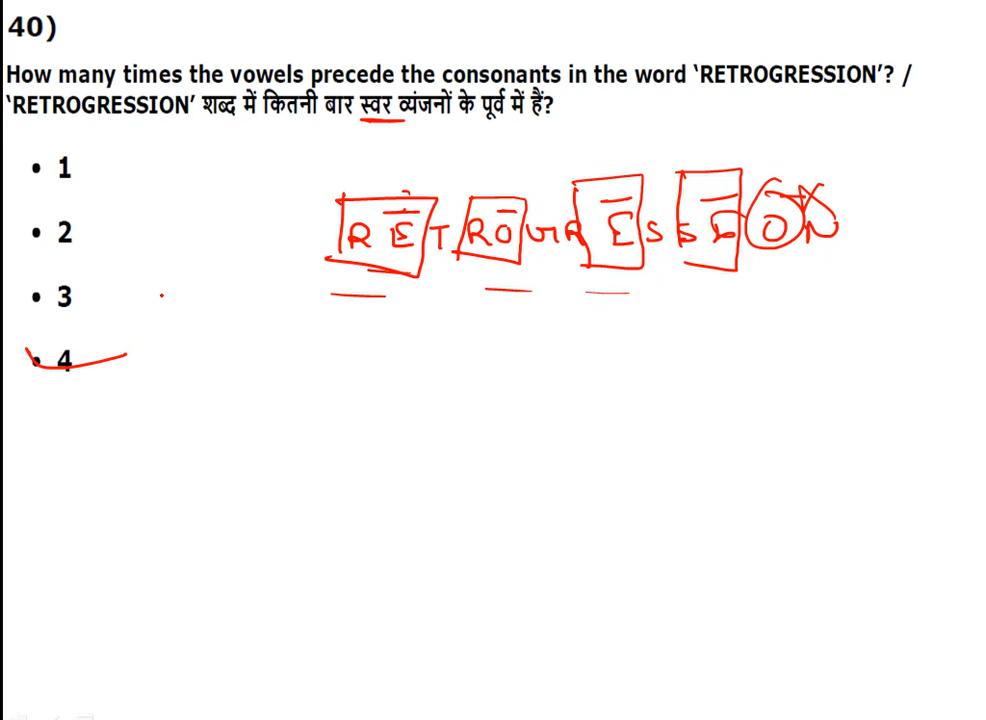 40)
How many times the vowels precede the consonants in the word ‘RETROGRESSION’? /
‘RETROGRESSION’ शब्द में कितनी बार स्वर व्यंजनों के पूर्व में हैं?
• 1
R E T R O G R E S S E O N
• 2
• 3
• 4